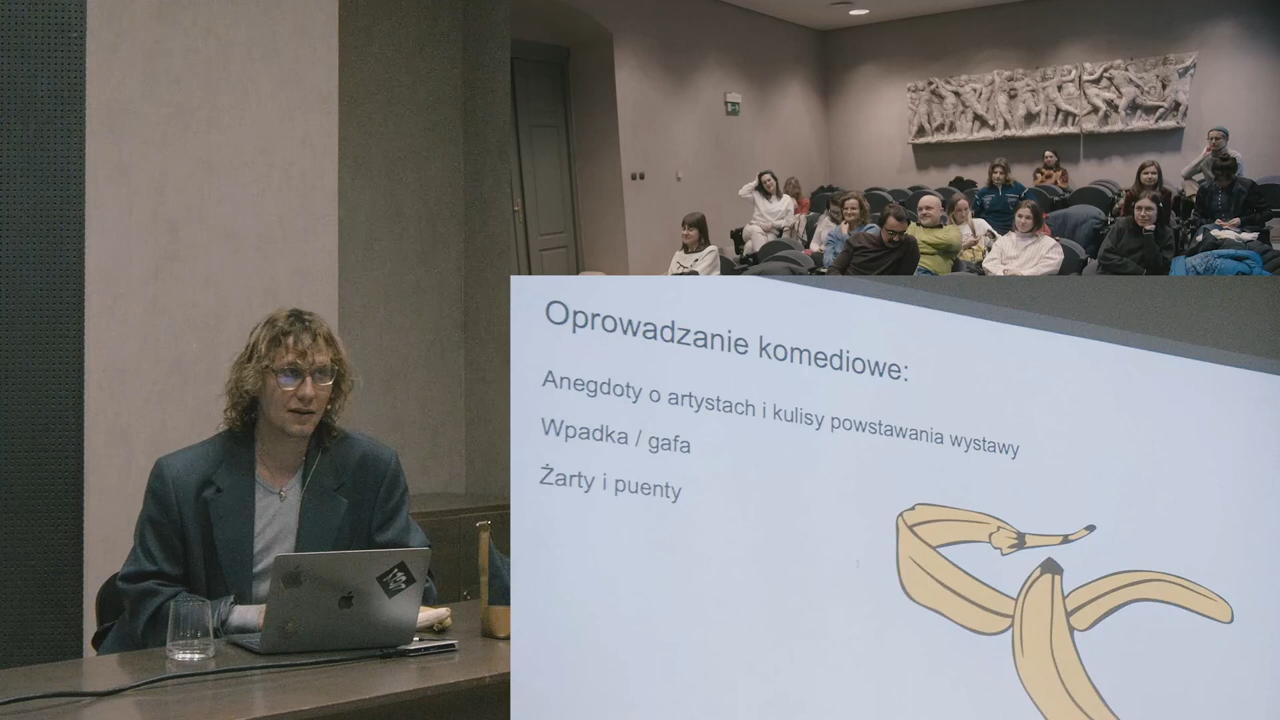 Oprowadzanie komediowe:
Anegdoty o artystach i kulisy powstawania wystawy
Wpadka / gafa
Żarty i puenty